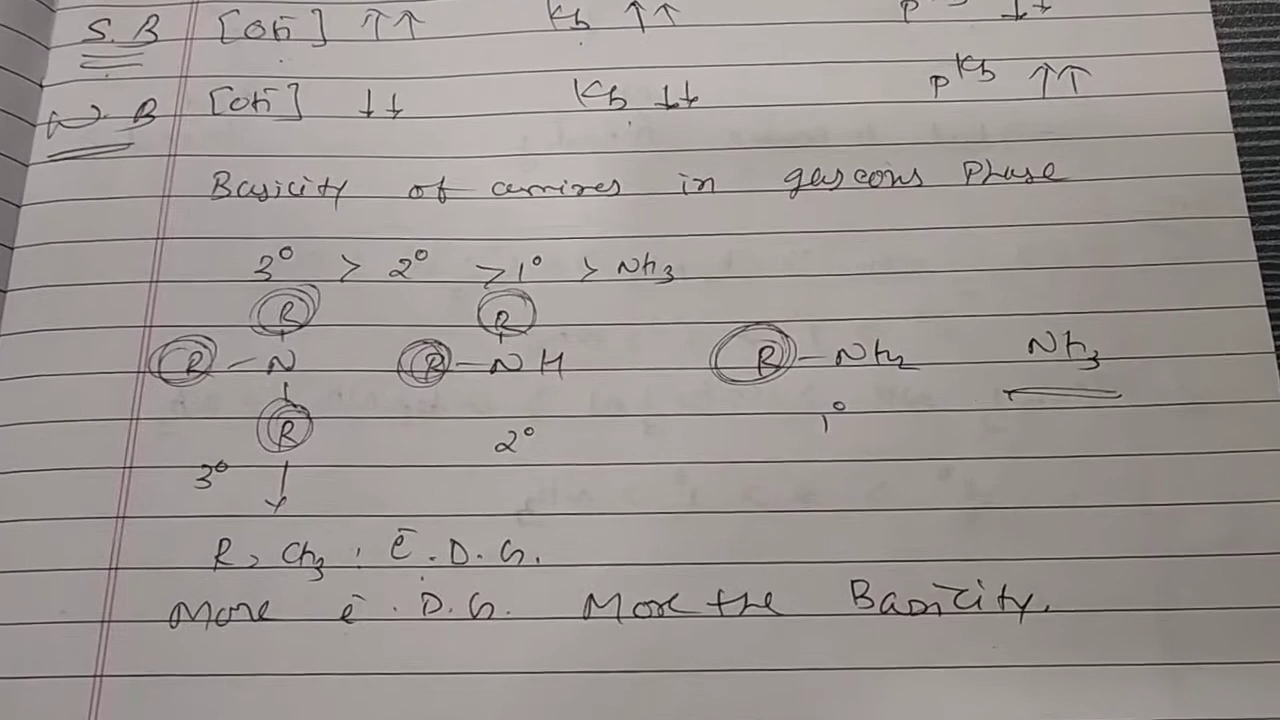 S.B [OH̄] ↑↑ Kb ↑↑ P ↓↓
W.B [OH̄] ↓↓ Kb ↓↓ PKb ↑↑
Basicity of amines in gaseous Phase
3° > 2° > 1° > NH3
R R
R-N R-NH R-NH2 NH3
R 2° 1°
3° ↓
R, CH3 : ē.D.G.
More ē.D.G. More the Basicity.